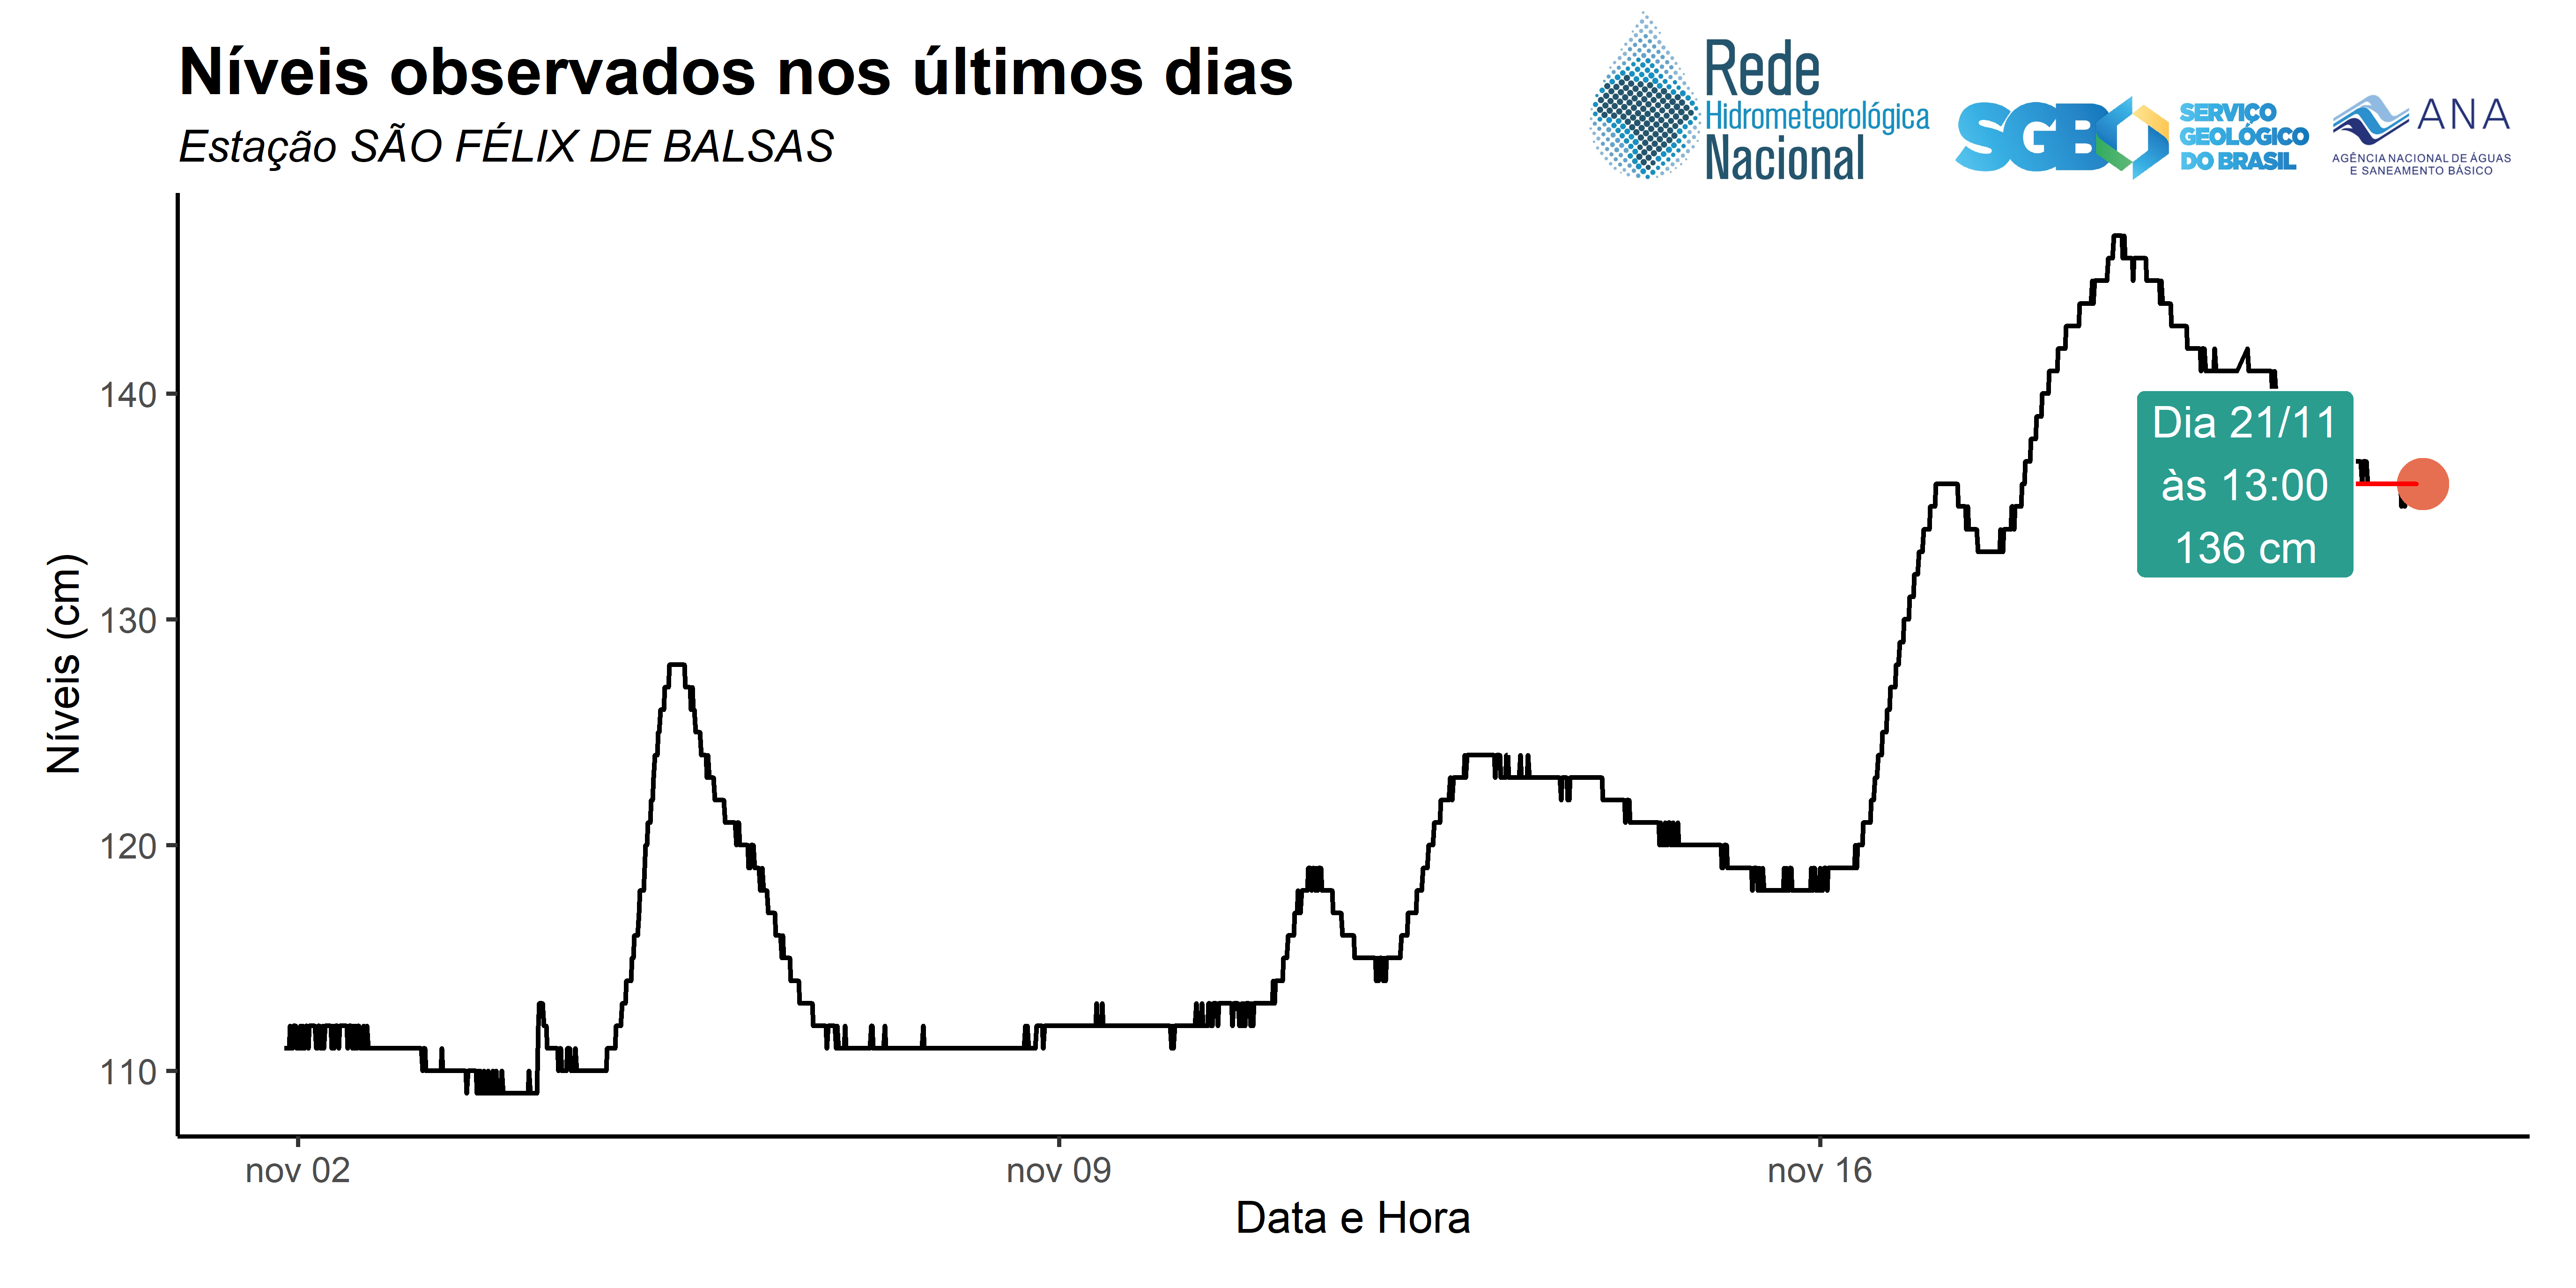 Níveis observados nos últimos dias
Estação SÃO FÉLIX DE BALSAS
Rede
Hidrometeorológica
Nacional
SGB
SERVIÇO
GEOLÓGICO
DO BRASIL
ANA
AGÊNCIA NACIONAL DE ÁGUAS
E SANEAMENTO BÁSICO
Níveis (cm)
140
130
120
110
Dia 21/11
às 13:00
136 cm
nov 02
nov 09
nov 16
Data e Hora